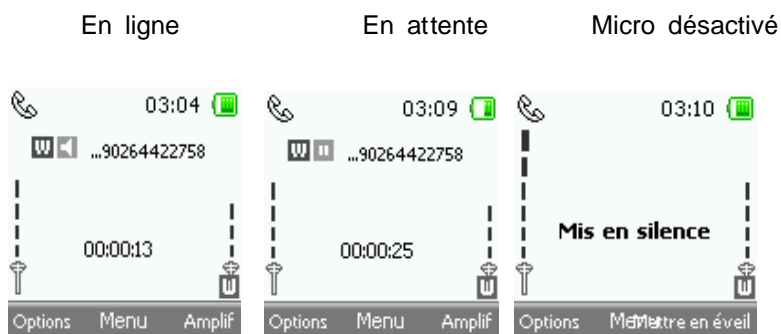 En ligne En attente Micro désactivé
03:04 03:09 03:10
W ...90264422758 W ...90264422758
Mis en silence
00:00:13 00:00:25
W W W
Options Menu Amplif Options Menu Amplif Options Mettre en éveil